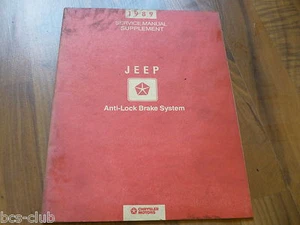 1989
SERVICE MANUAL
SUPPLEMENT
JEEP
Anti-Lock Brake System
CHRYSLER
MOTORS
bcs-club